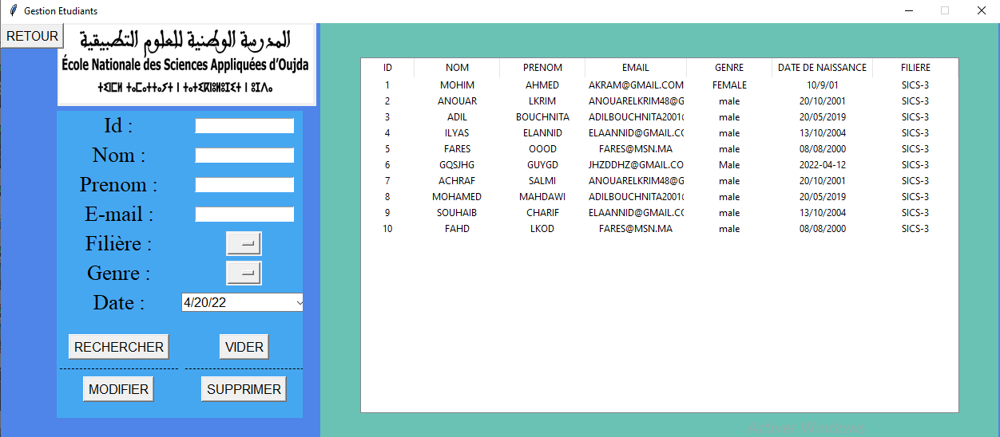 Gestion Etudiants
RETOUR
المدرسة الوطنية للعلوم التطبيقية
École Nationale des Sciences Appliquées d'Oujda
Id :
Nom :
Prenom :
E-mail :
Filière :
Genre :
Date :
4/20/22
RECHERCHER VIDER
MODIFIER SUPPRIMER
ID NOM PRENOM EMAIL GENRE DATE DE NAISSANCE FILIERE
1 MOHIM AHMED AKRAM@GMAIL.COM FEMALE 10/9/01 SICS-3
2 ANOUAR LKRIM ANOUARELKRIM48@G male 20/10/2001 SICS-3
3 ADIL BOUCHNITA ADILBOUCHNITA2001( male 20/05/2019 SICS-3
4 ILYAS ELANNID ELAANNID@GMAIL.CC male 13/10/2004 SICS-3
5 FARES OOOD FARES@MSN.MA male 08/08/2000 SICS-3
6 GQSJHG GUYGD JHZDDHZ@GMAIL.CO Male 2022-04-12 SICS-3
7 ACHRAF SALMI ANOUARELKRIM48@G male 20/10/2001 SICS-3
8 MOHAMED MAHDAWI ADILBOUCHNITA2001( male 20/05/2019 SICS-3
9 SOUHAIB CHARIF ELAANNID@GMAIL.CC male 13/10/2004 SICS-3
10 FAHD LKOD FARES@MSN.MA male 08/08/2000 SICS-3
Activer Windows